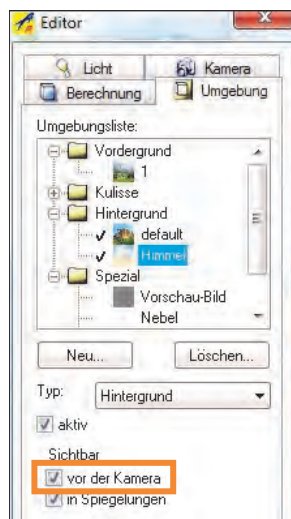 Editor
Licht
Kamera
Berechnung
Umgebung
Umgebungsliste:
Vordergrund
1
Kulisse
Hintergrund
default
Himmel
Spezial
Vorschau-Bild
Nebel
Neu...
Löschen...
Typ:
Hintergrund
aktiv
Sichtbar
vor der Kamera
in Spiegelungen